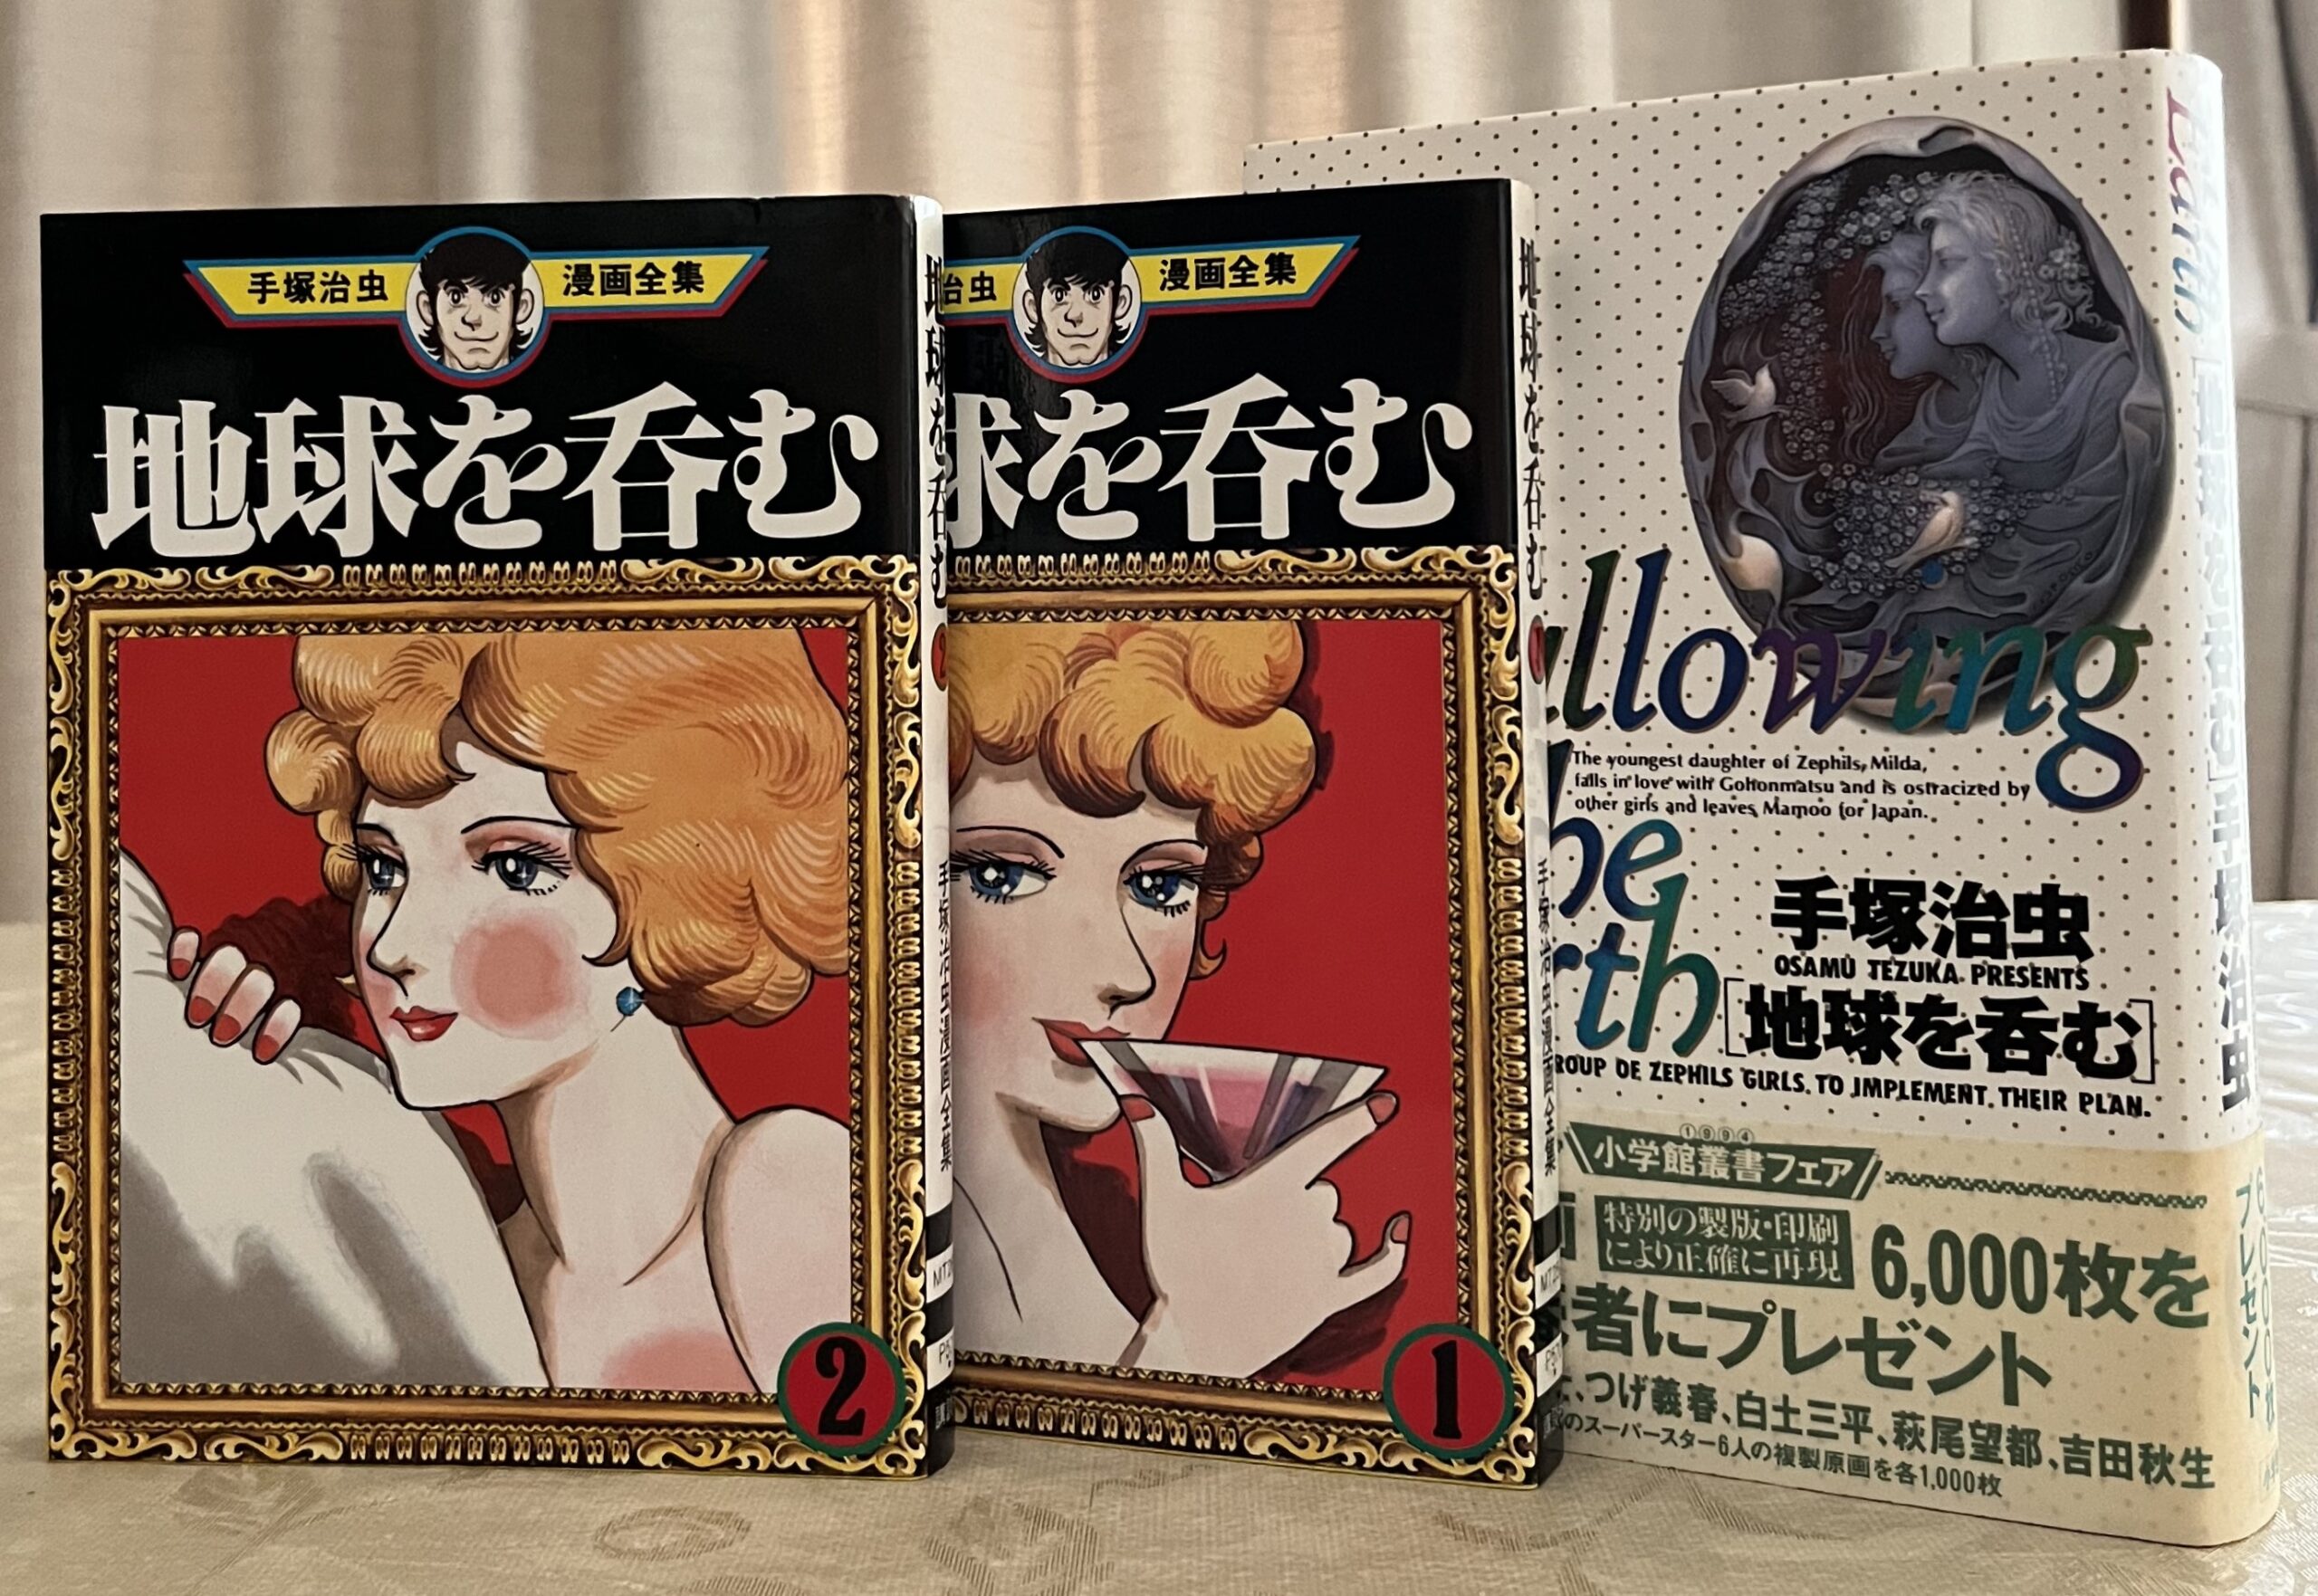 手塚治虫 漫画全集
地球を呑む
2
地球を呑む
2
手塚治虫漫画全集
治虫 漫画全集
球を呑む
1
地球を呑む
1
手塚治虫漫画全集
llowing
The youngest daughter of Zephils, Milda,
falls in love with Gohonmatsu and is ostracized by
other girls and leaves Mamoo for Japan.
he
rth
手塚治虫
OSAMU TEZUKA PRESENTS
[地球を呑む]
ROUP OF ZEPHILS GIRLS TO IMPLEMENT THEIR PLAN.
1994
小学館叢書フェア
特別の製版・印刷
により正確に再現
6,000枚を
者にプレゼント
、つげ義春、白土三平、萩尾望都、吉田秋生
のスーパースター6人の複製原画を各1,000枚
Earth
手塚治虫
プレゼント